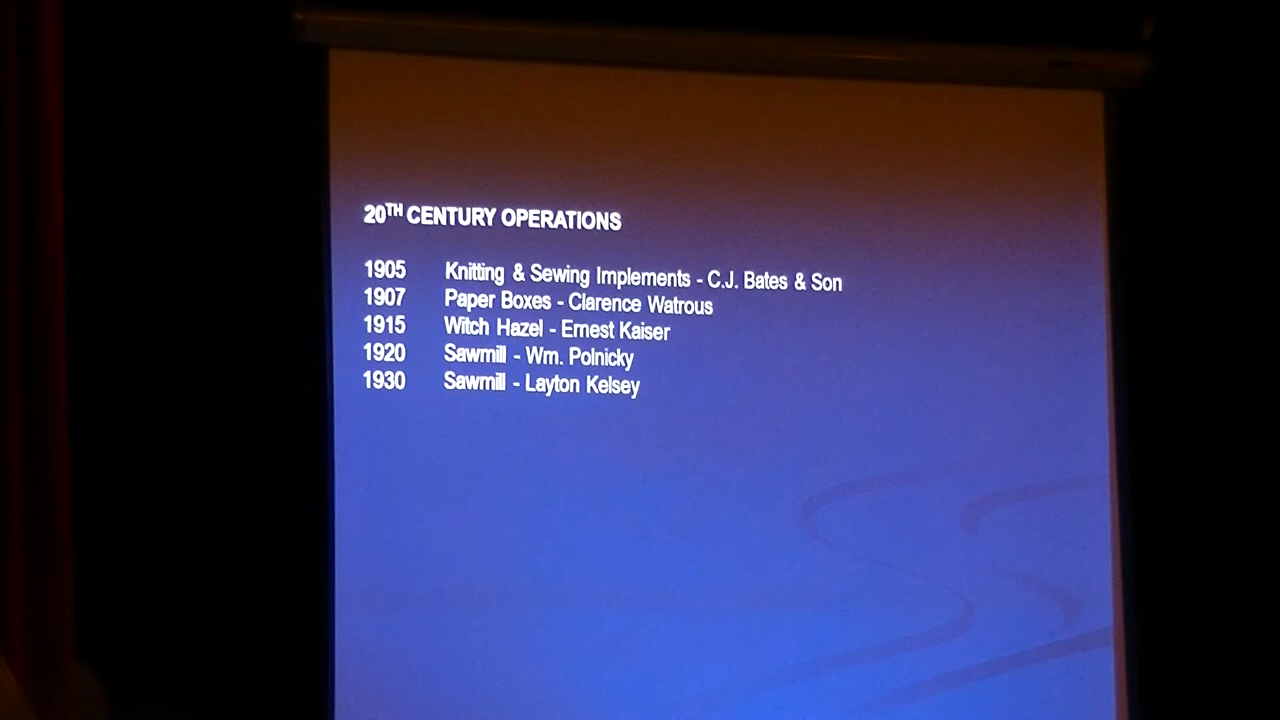 20TH CENTURY OPERATIONS
1905 Knitting & Sewing Implements - C.J. Bates & Son
1907 Paper Boxes - Clarence Watrous
1915 Witch Hazel - Ernest Kaiser
1920 Sawmill - Wm. Polnicky
1930 Sawmill - Layton Kelsey